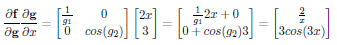 ∂f/∂g ∂g/∂x = [1/g₁ 0; 0 cos(g₂)] [2x; 3] = [1/g₁ 2x + 0; 0 + cos(g₂)3] = [2/x; 3cos(3x)]